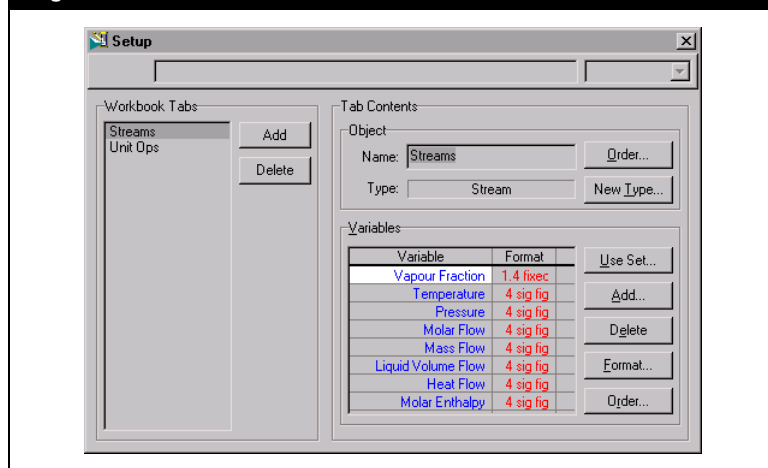 Setup
Workbook Tabs
Streams
Unit Ops
Add
Delete
Tab Contents
Object
Name: Streams
Order...
Type: Stream
New Type...
Variables
Variable Format
Vapour Fraction 1.4 fixec
Temperature 4 sig fig
Pressure 4 sig fig
Molar Flow 4 sig fig
Mass Flow 4 sig fig
Liquid Volume Flow 4 sig fig
Heat Flow 4 sig fig
Molar Enthalpy 4 sig fig
Use Set...
Add...
Delete
Format...
Order...